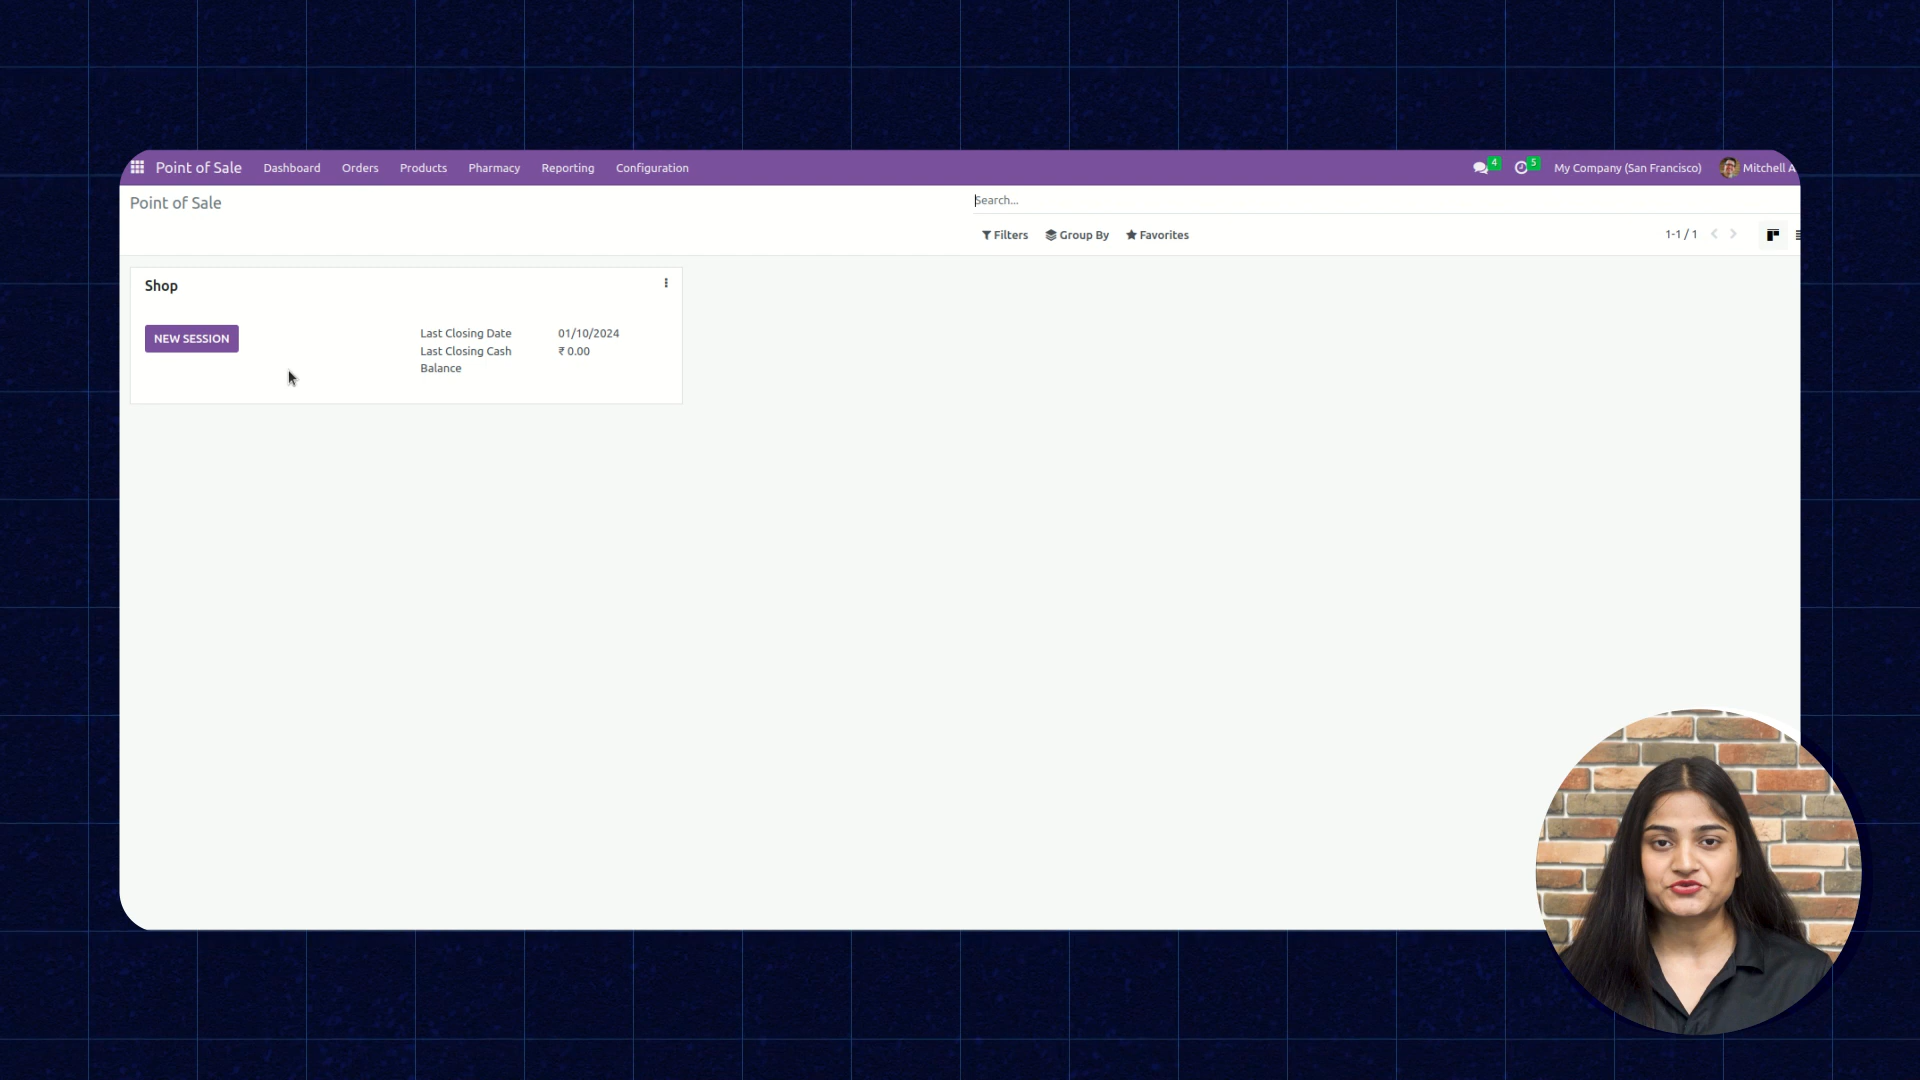 Point of Sale Dashboard Orders Products Pharmacy Reporting Configuration 4 5 My Company (San Francisco) Mitchell A
Point of Sale
Search...
Filters Group By Favorites 1-1 / 1
Shop
NEW SESSION
Last Closing Date 01/10/2024
Last Closing Cash ₹ 0.00
Balance